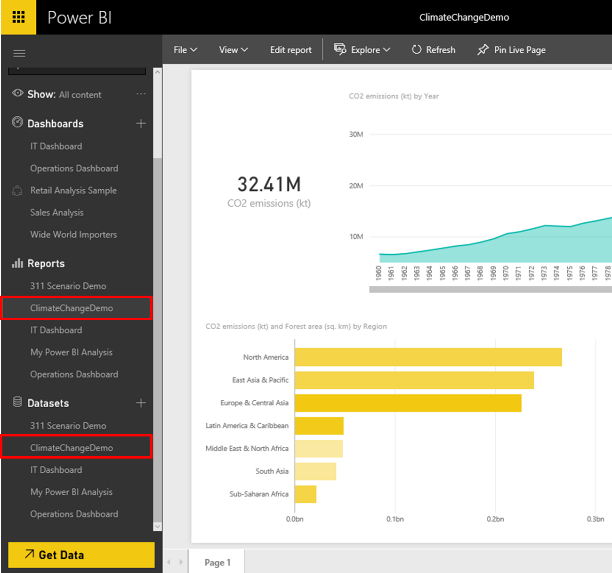 Power BI
ClimateChangeDemo
File View Edit report Explore Refresh Pin Live Page
Show: All content ...
Dashboards +
IT Dashboard
Operations Dashboard
Retail Analysis Sample
Sales Analysis
Wide World Importers
Reports
311 Scenario Demo
ClimateChangeDemo
IT Dashboard
My Power BI Analysis
Operations Dashboard
Datasets +
311 Scenario Demo
ClimateChangeDemo
IT Dashboard
My Power BI Analysis
Operations Dashboard
Get Data
32.41M
CO2 emissions (kt)
CO2 emissions (kt) by Year
30M
20M
10M
1960 1961 1962 1963 1964 1965 1966 1967 1968 1969 1970 1971 1972 1973 1974 1975 1976 1977 1978
CO2 emissions (kt) and Forest area (sq. km) by Region
North America
East Asia & Pacific
Europe & Central Asia
Latin America & Caribbean
Middle East & North Africa
South Asia
Sub-Saharan Africa
0.0bn 0.1bn 0.2bn 0.3bn
Page 1